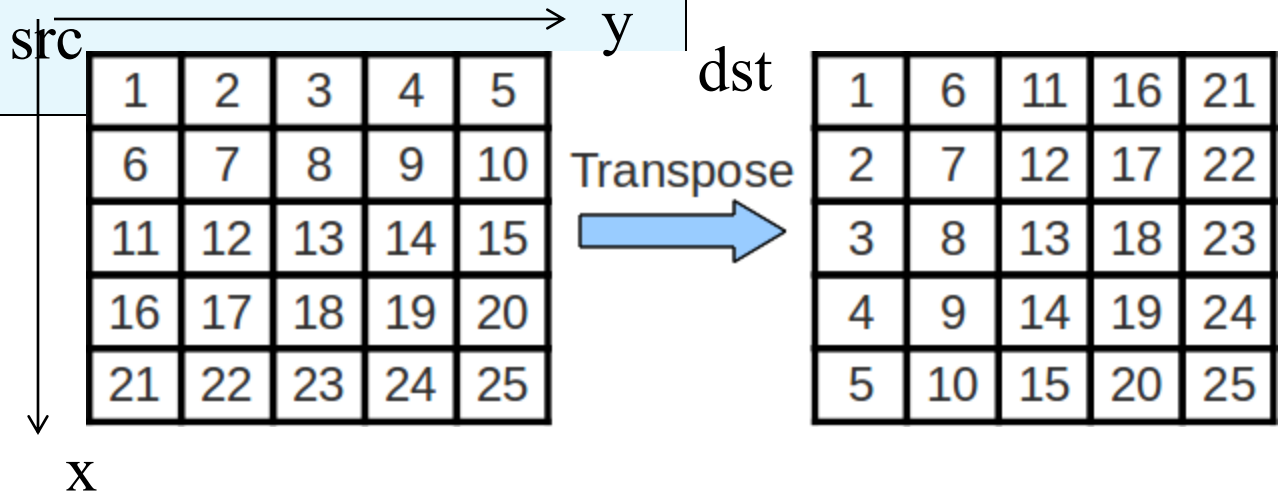 src
y
dst
1 2 3 4 5
6 7 8 9 10
11 12 13 14 15
16 17 18 19 20
21 22 23 24 25
Transpose
1 6 11 16 21
2 7 12 17 22
3 8 13 18 23
4 9 14 19 24
5 10 15 20 25
x